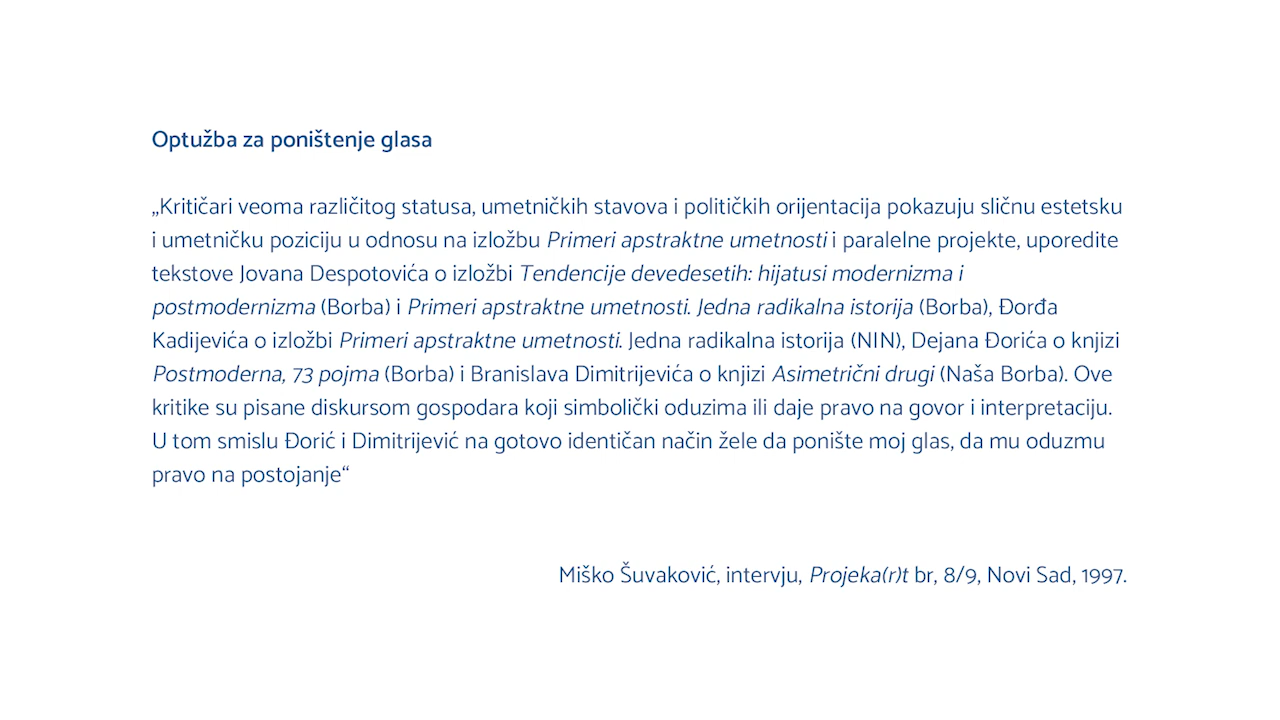 Optužba za poništenje glasa
„Kritičari veoma različitog statusa, umetničkih stavova i političkih orijentacija pokazuju sličnu estetsku
i umetničku poziciju u odnosu na izložbu Primeri apstraktne umetnosti i paralelne projekte, uporedite
tekstove Jovana Despotovića o izložbi Tendencije devedesetih: hijatusi modernizma i
postmodernizma (Borba) i Primeri apstraktne umetnosti. Jedna radikalna istorija (Borba), Đorđa
Kadijevića o izložbi Primeri apstraktne umetnosti. Jedna radikalna istorija (NIN), Dejana Đorića o knjizi
Postmoderna, 73 pojma (Borba) i Branislava Dimitrijevića o knjizi Asimetrični drugi (Naša Borba). Ove
kritike su pisane diskursom gospodara koji simbolički oduzima ili daje pravo na govor i interpretaciju.
U tom smislu Đorić i Dimitrijević na gotovo identičan način žele da ponište moj glas, da mu oduzmu
pravo na postojanje“
Miško Šuvaković, intervju, Projeka(r)t br, 8/9, Novi Sad, 1997.